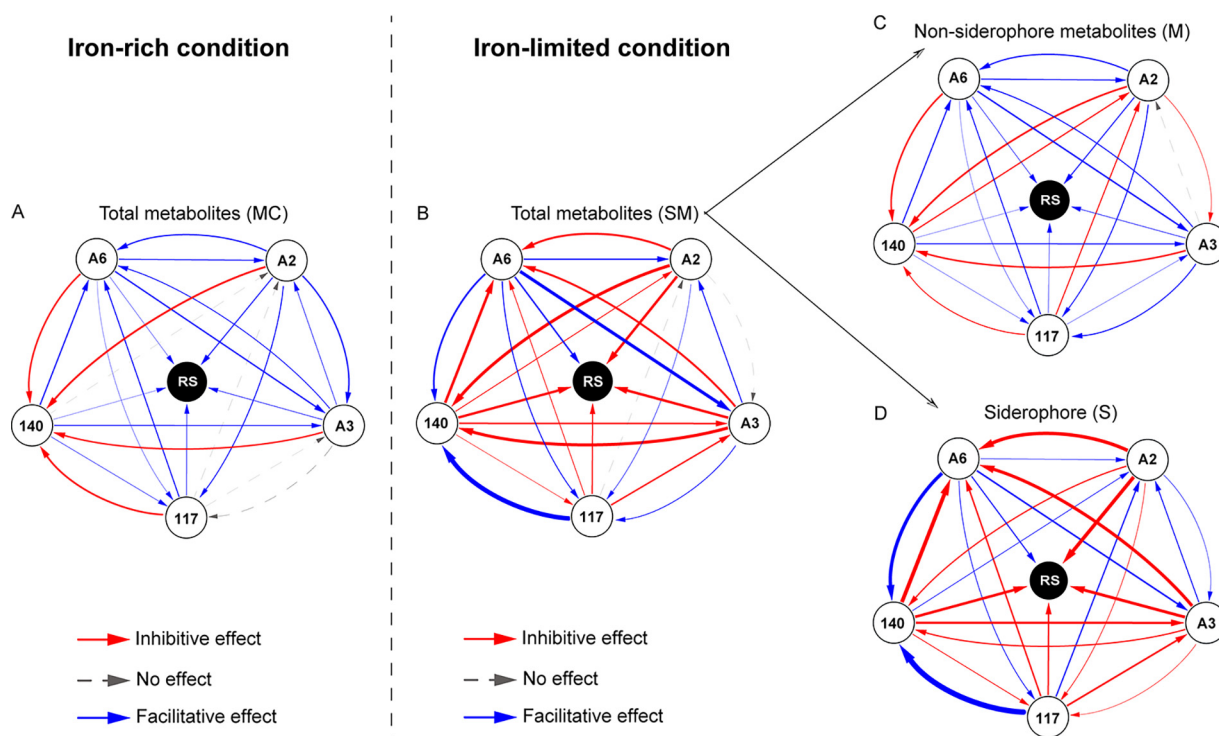 Iron-rich condition
Iron-limited condition
C
Non-siderophore metabolites (M)
A6
A2
RS
140
A3
117
A
Total metabolites (MC)
A6
A2
RS
140
A3
117
B
Total metabolites (SM)
A6
A2
RS
140
A3
117
D
Siderophore (S)
A6
A2
RS
140
A3
117
Inhibitive effect
No effect
Facilitative effect
Inhibitive effect
No effect
Facilitative effect